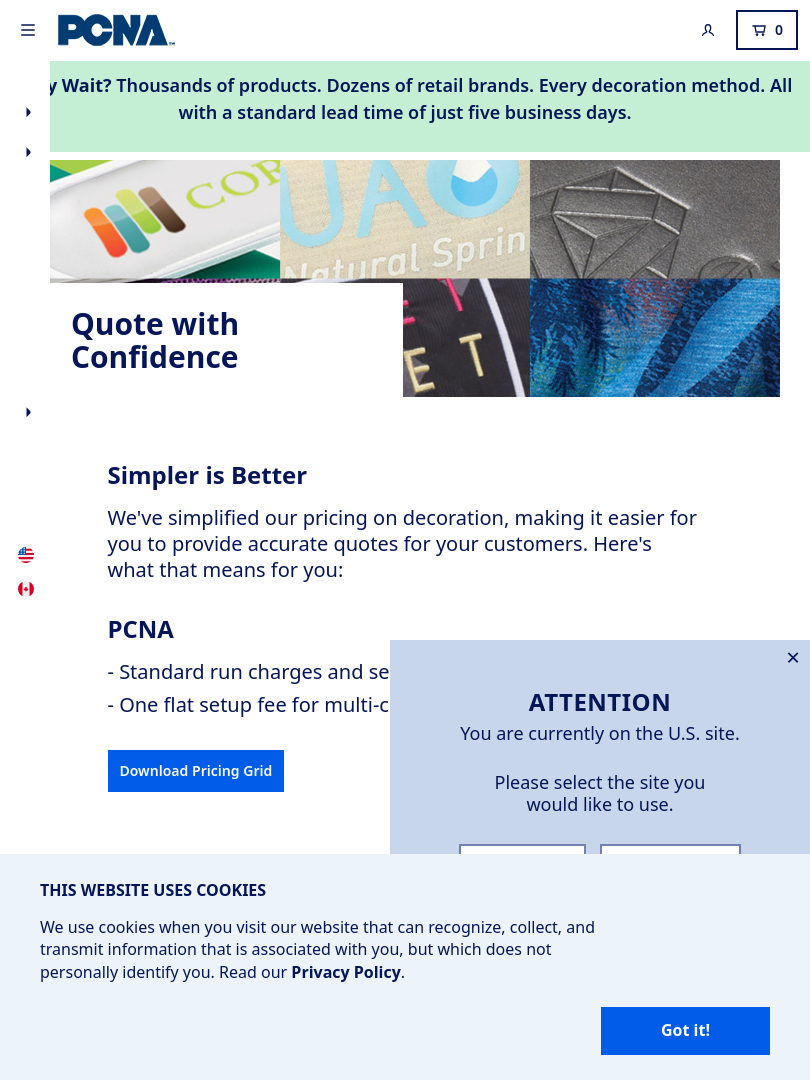 PCNA
0
y Wait? Thousands of products. Dozens of retail brands. Every decoration method. All
with a standard lead time of just five business days.
COR
UA
Natural Sprin
E T
Quote with
Confidence
Simpler is Better
We've simplified our pricing on decoration, making it easier for
you to provide accurate quotes for your customers. Here's
what that means for you:
PCNA
- Standard run charges and se
- One flat setup fee for multi-c
Download Pricing Grid
ATTENTION
You are currently on the U.S. site.
Please select the site you
would like to use.
THIS WEBSITE USES COOKIES
We use cookies when you visit our website that can recognize, collect, and
transmit information that is associated with you, but which does not
personally identify you. Read our Privacy Policy.
Got it!